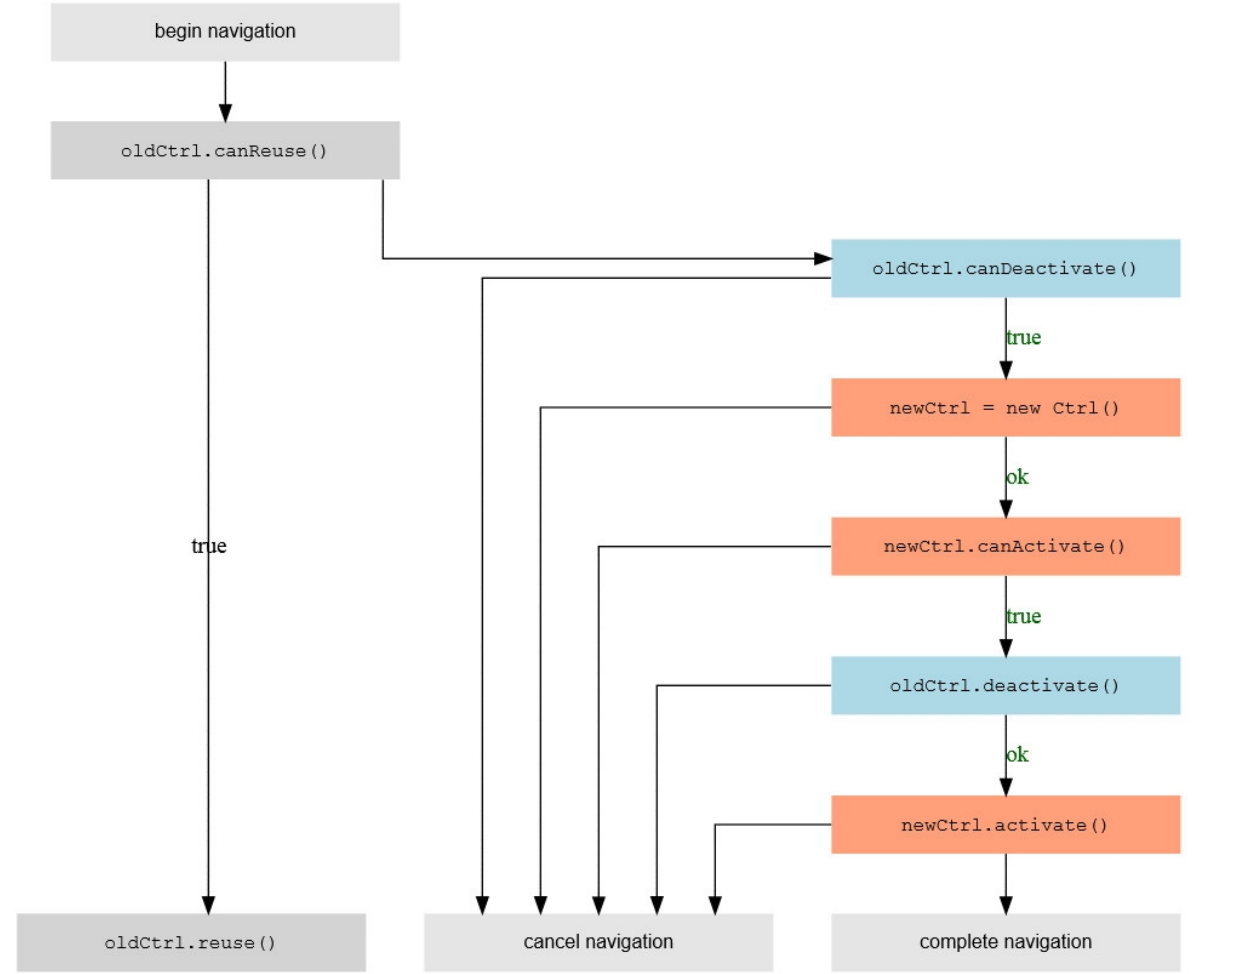 begin navigation
oldCtrl.canReuse()
oldCtrl.canDeactivate()
true
newCtrl = new Ctrl()
ok
newCtrl.canActivate()
true
true
oldCtrl.deactivate()
ok
newCtrl.activate()
oldCtrl.reuse()
cancel navigation
complete navigation